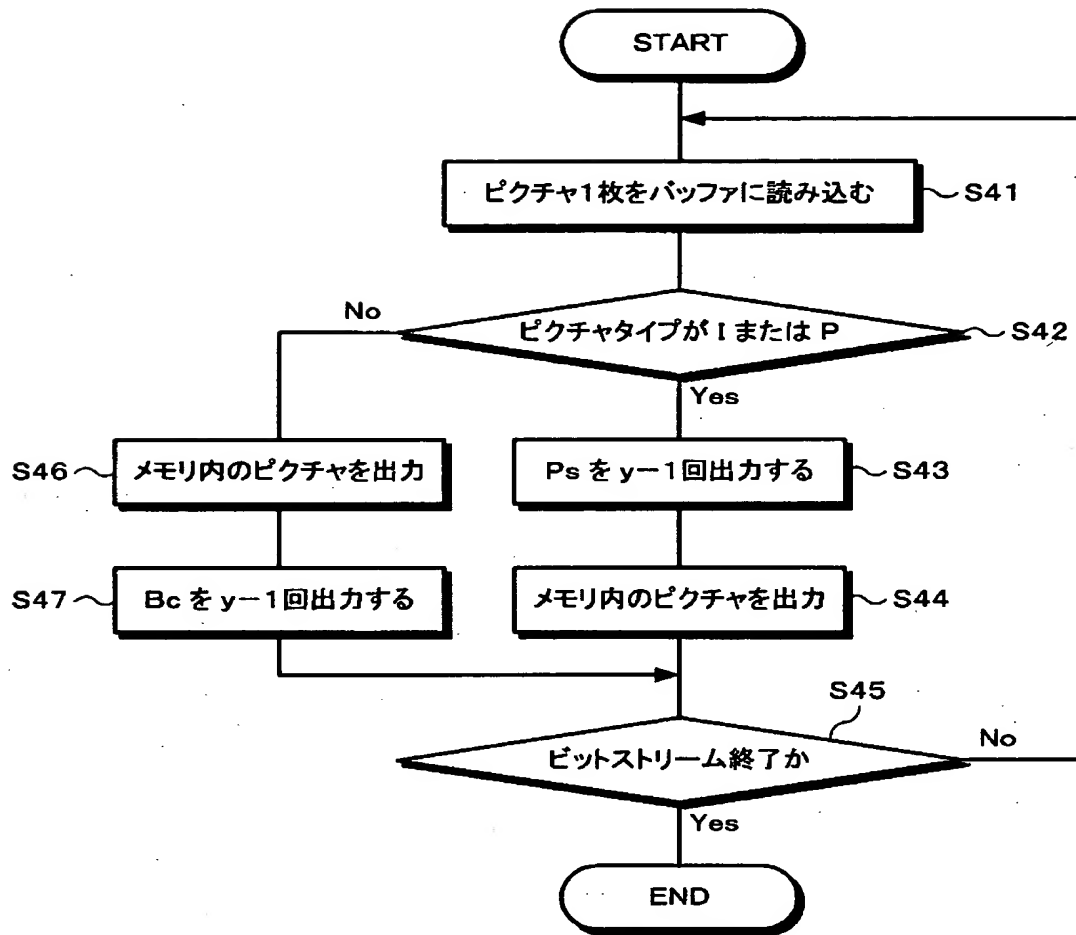 START
ピクチャ1枚をバッファに読み込む
S41
No
ピクチャタイプが I または P
S42
Yes
S46
メモリ内のピクチャを出力
Ps を y－1回出力する
S43
S47
Bc を y－1回出力する
メモリ内のピクチャを出力
S44
S45
ビットストリーム終了か
No
Yes
END